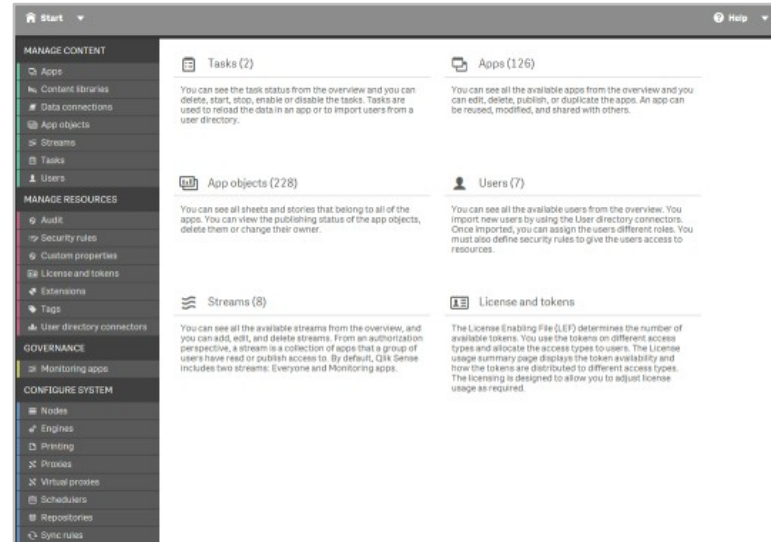 Start
Help
MANAGE CONTENT
Apps
Content libraries
Data connections
App objects
Streams
Tasks
Users
MANAGE RESOURCES
Audit
Security rules
Custom properties
License and tokens
Extensions
Tags
User directory connectors
GOVERNANCE
Monitoring apps
CONFIGURE SYSTEM
Nodes
Engines
Printing
Proxies
Virtual proxies
Schedulers
Repositories
Sync rules
Tasks (2)
You can see the task status from the overview and you can
delete, start, stop, enable or disable the tasks. Tasks are
used to reload the data in an app or to import users from a
user directory.
Apps (126)
You can see all the available apps from the overview and you
can edit, delete, publish, or duplicate the apps. An app can
be reused, modified, and shared with others.
App objects (228)
You can see all sheets and stories that belong to all of the
apps. You can view the publishing status of the app objects,
delete them or change their owner.
Users (7)
You can see all the available users from the overview. You
import new users by using the User directory connectors.
Once imported, you can assign the users different roles. You
must also define security rules to give the users access to
resources.
Streams (8)
You can see all the available streams from the overview, and
you can add, edit, and delete streams. From an authorization
perspective, a stream is a collection of apps that a group of
users have read or publish access to. By default, Qlik Sense
includes two streams: Everyone and Monitoring apps.
License and tokens
The License Enabling File (LEF) determines the number of
available tokens. You use the tokens on different access
types and allocate the access types to users. The License
usage summary page displays the token availability and
how the tokens are distributed to different access types.
The licensing is designed to allow you to adjust license
usage as required.